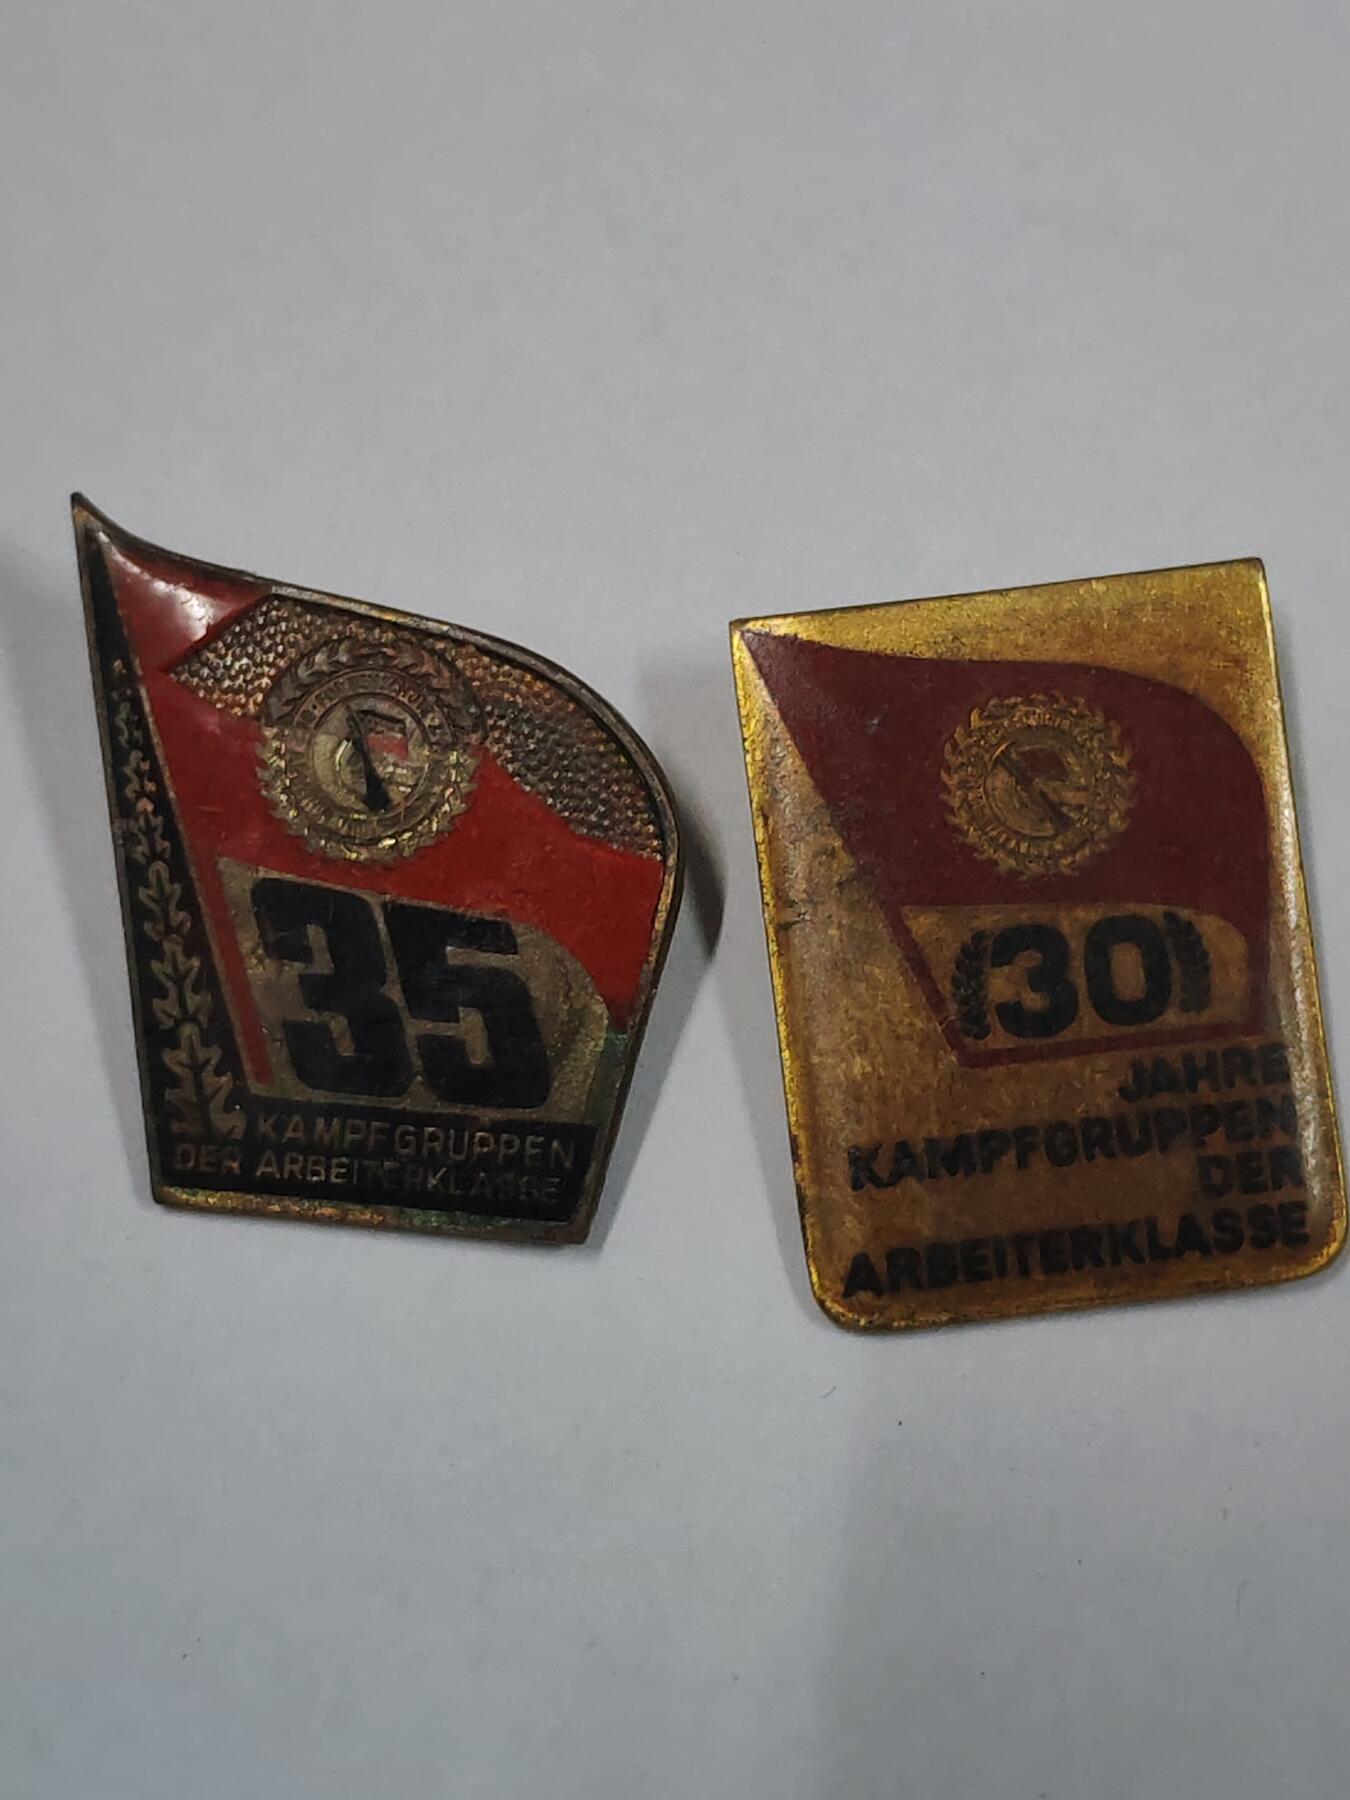 35
KAMPFGRUPPEN
DER ARBEITERKLASSE
30
JAHRE
KAMPFGRUPPEN
DER
ARBEITERKLASSE